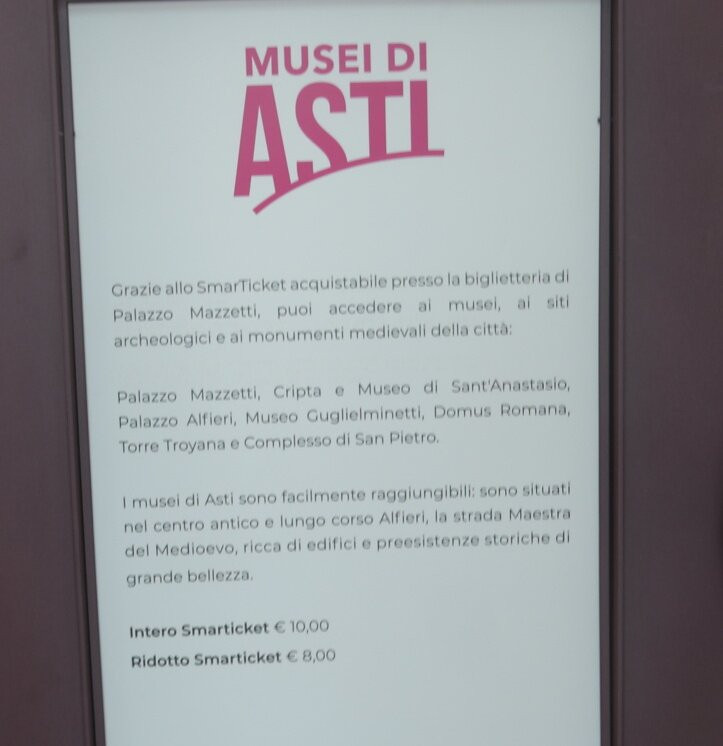 MUSEI DI
ASTI
Grazie allo SmarTicket acquistabile presso la biglietteria di
Palazzo Mazzetti, puoi accedere ai musei, ai siti
archeologici e ai monumenti medievali della città:
Palazzo Mazzetti, Cripta e Museo di Sant'Anastasio,
Palazzo Alfieri, Museo Guglielminetti, Domus Romana,
Torre Troyana e Complesso di San Pietro.
I musei di Asti sono facilmente raggiungibili: sono situati
nel centro antico e lungo corso Alfieri, la strada Maestra
del Medioevo, ricca di edifici e preesistenze storiche di
grande bellezza.
Intero Smarticket € 10,00
Ridotto Smarticket € 8,00